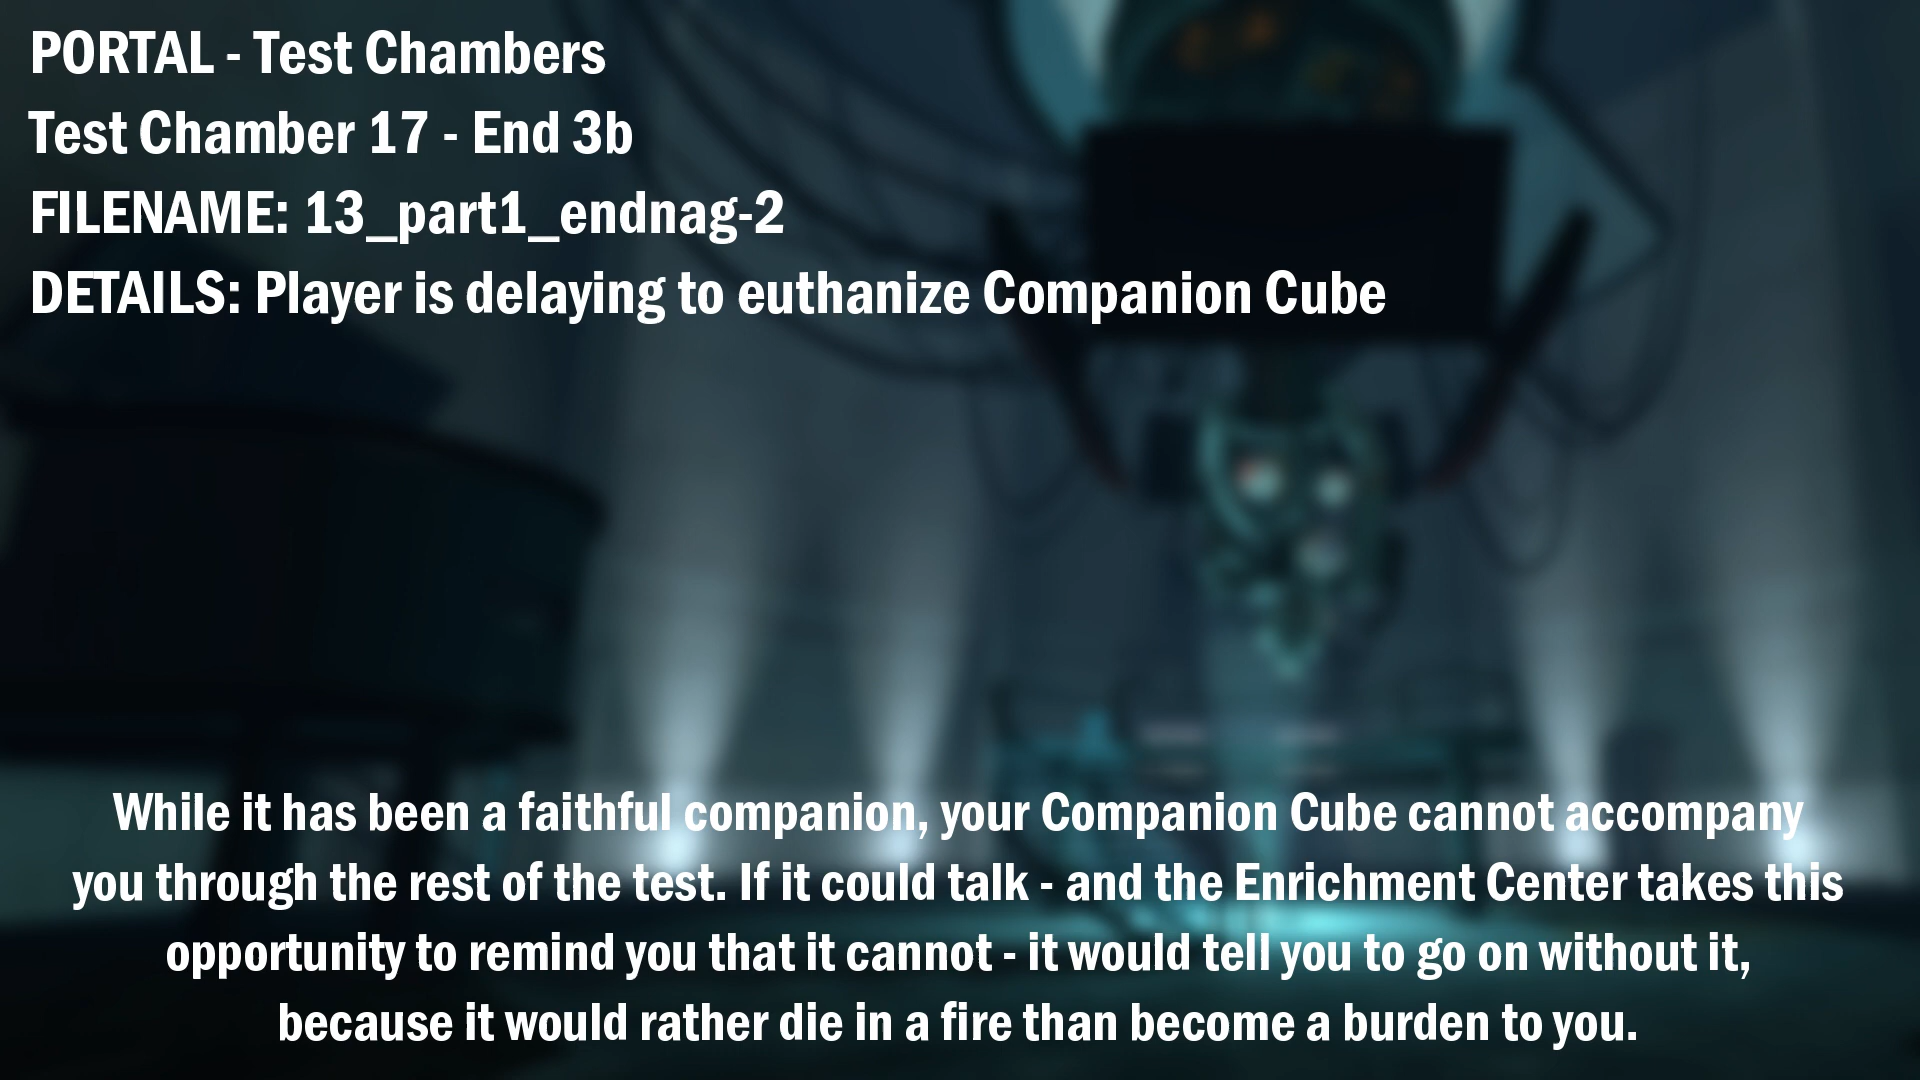 PORTAL - Test Chambers
Test Chamber 17 - End 3b
FILENAME: 13_part1_endnag-2
DETAILS: Player is delaying to euthanize Companion Cube
While it has been a faithful companion, your Companion Cube cannot accompany
you through the rest of the test. If it could talk - and the Enrichment Center takes this
opportunity to remind you that it cannot - it would tell you to go on without it,
because it would rather die in a fire than become a burden to you.